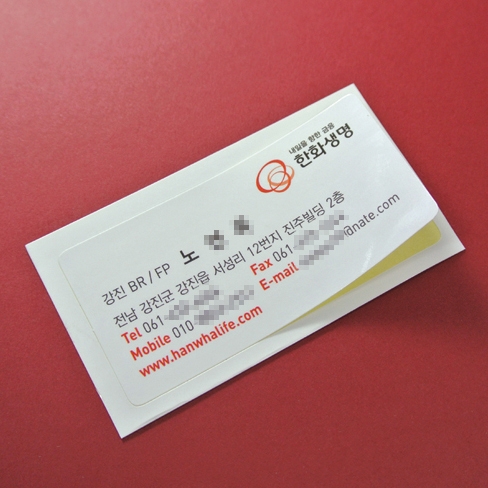 내일을 향한 금융
한화생명
강진 BR / FP 노
전남 강진군 강진읍 서성리 12번지 진주빌딩 2층
Tel 061 Fax 061
Mobile 010 E-mail @nate.com
www.hanwhalife.com